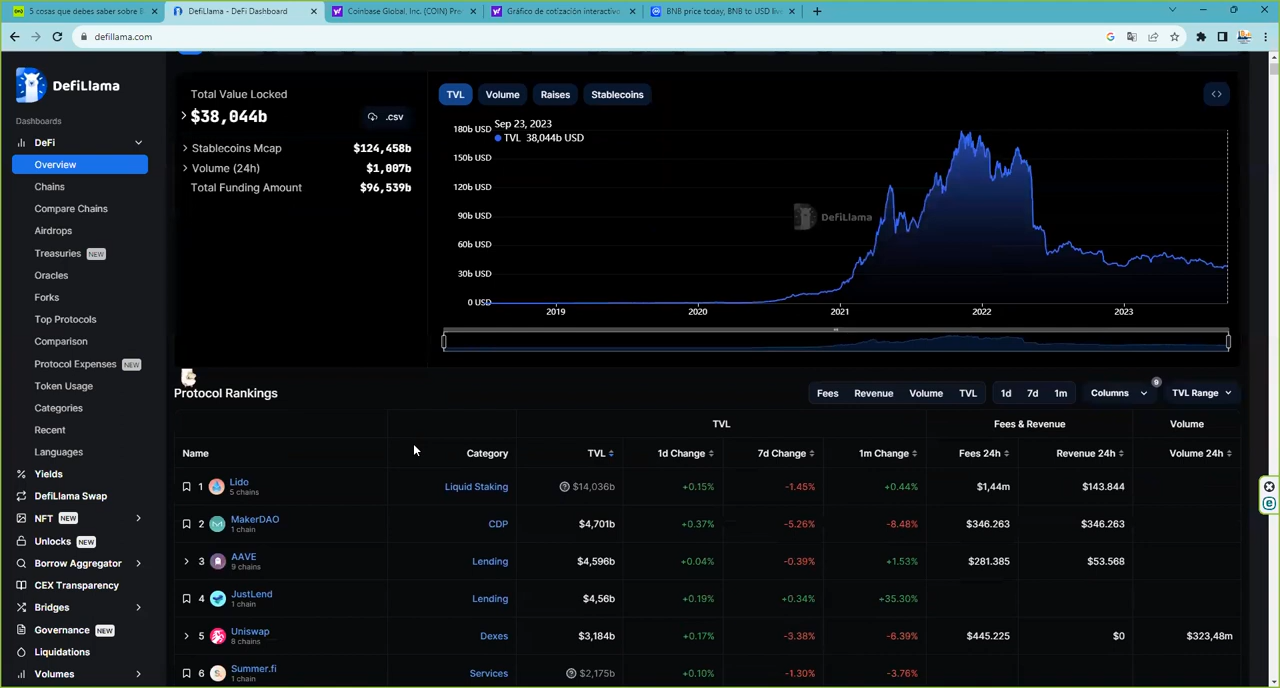 5 cosas que debes saber sobre B
DefiLlama - DeFi Dashboard
Coinbase Global, Inc. (COIN) Pre
Gráfico de cotización interactivo
BNB price today, BNB to USD live
defillama.com
DefiLlama
Dashboards
DeFi
Overview
Chains
Compare Chains
Airdrops
Treasuries NEW
Oracles
Forks
Top Protocols
Comparison
Protocol Expenses NEW
Token Usage
Categories
Recent
Languages
Yields
DefiLlama Swap
NFT NEW
Unlocks NEW
Borrow Aggregator
CEX Transparency
Bridges
Governance NEW
Liquidations
Volumes
Total Value Locked
$38,044b
.csv
Stablecoins Mcap $124,458b
Volume (24h) $1,007b
Total Funding Amount $96,539b
TVL Volume Raises Stablecoins
Sep 23, 2023
TVL 38,044b USD
180b USD
150b USD
120b USD
90b USD
60b USD
30b USD
0 USD
DefiLlama
2019 2020 2021 2022 2023
Protocol Rankings
Fees Revenue Volume TVL 1d 7d 1m Columns 9 TVL Range
TVL Fees & Revenue Volume
Name Category TVL 1d Change 7d Change 1m Change Fees 24h Revenue 24h Volume 24h
1 Lido Liquid Staking $14,036b +0.15% -1.45% +0.44% $1,44m $143.844
5 chains
2 MakerDAO CDP $4,701b +0.37% -5.26% -8.48% $346.263 $346.263
1 chain
3 AAVE Lending $4,596b +0.04% -0.39% +1.53% $281.385 $53.568
9 chains
4 JustLend Lending $4,56b +0.19% +0.34% +35.30%
1 chain
5 Uniswap Dexes $3,184b +0.17% -3.38% -6.39% $445.225 $0 $323,48m
8 chains
6 Summer.fi Services $2,175b +0.10% -1.30% -3.76%
1 chain